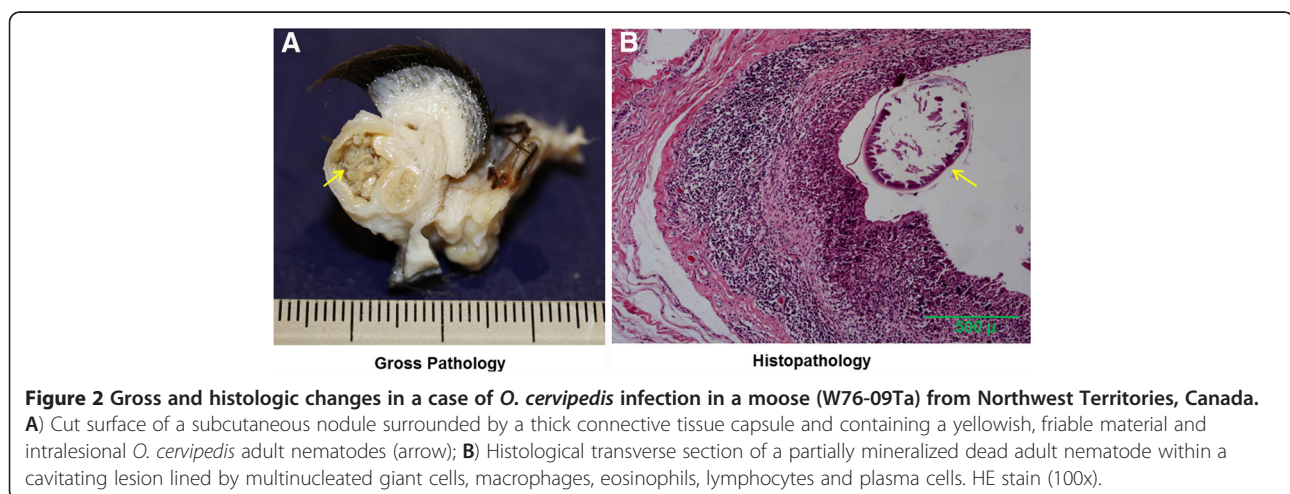 A
B
500 µ
Gross Pathology
Histopathology
Figure 2 Gross and histologic changes in a case of O. cervipedis infection in a moose (W76-09Ta) from Northwest Territories, Canada.
A) Cut surface of a subcutaneous nodule surrounded by a thick connective tissue capsule and containing a yellowish, friable material and
intralesional O. cervipedis adult nematodes (arrow); B) Histological transverse section of a partially mineralized dead adult nematode within a
cavitating lesion lined by multinucleated giant cells, macrophages, eosinophils, lymphocytes and plasma cells. HE stain (100x).